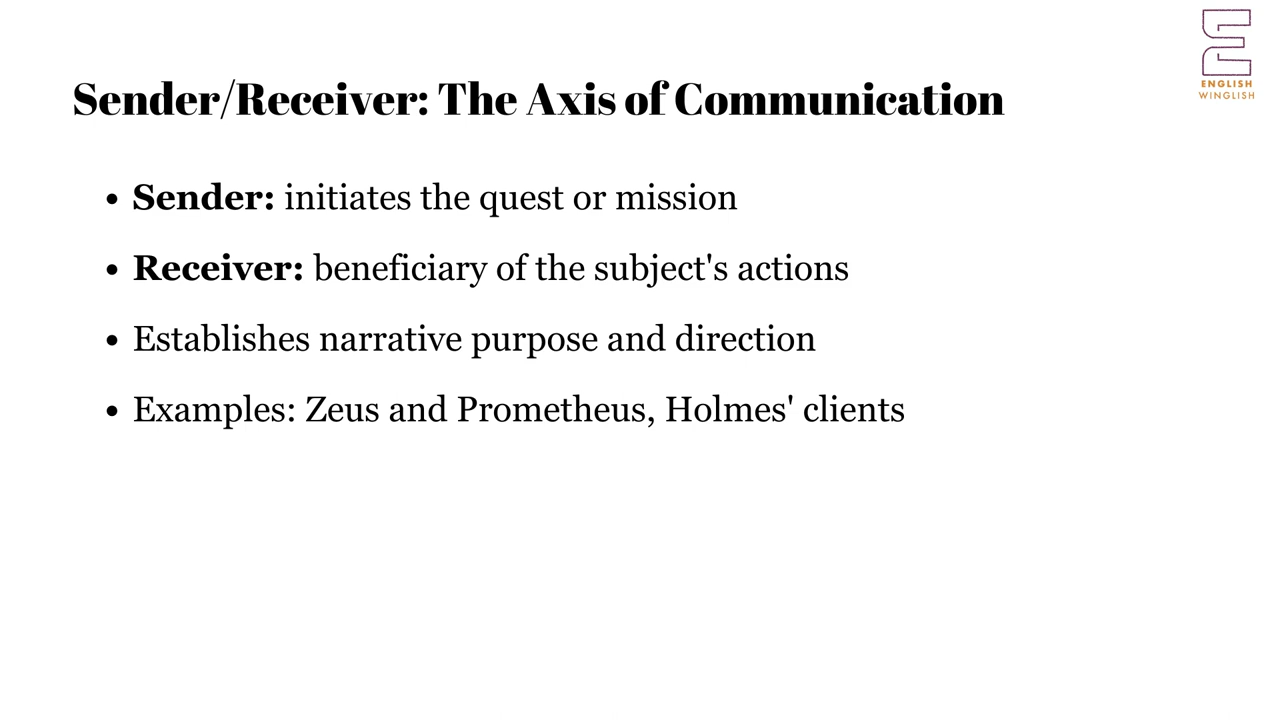 ENGLISH
WINGLISH
Sender/Receiver: The Axis of Communication
• Sender: initiates the quest or mission
• Receiver: beneficiary of the subject's actions
• Establishes narrative purpose and direction
• Examples: Zeus and Prometheus, Holmes' clients